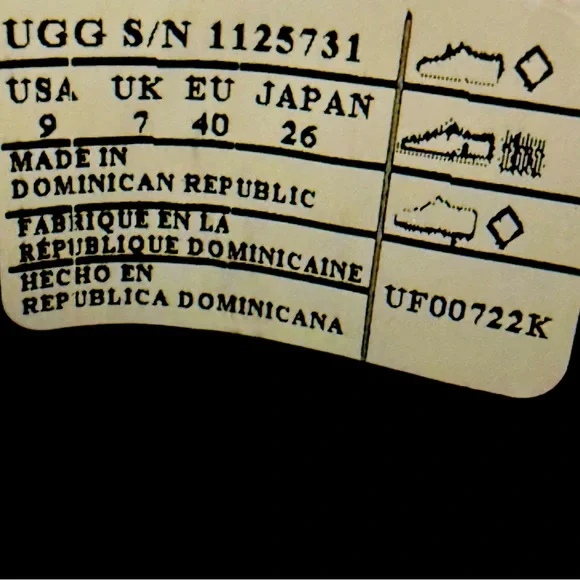 UGG S/N 1125731
USA UK EU JAPAN
9 7 40 26
MADE IN
DOMINICAN REPUBLIC
FABRIQUE EN LA
RÉPUBLIQUE DOMINICAINE
HECHO EN
REPUBLICA DOMINICANA
UF00722K